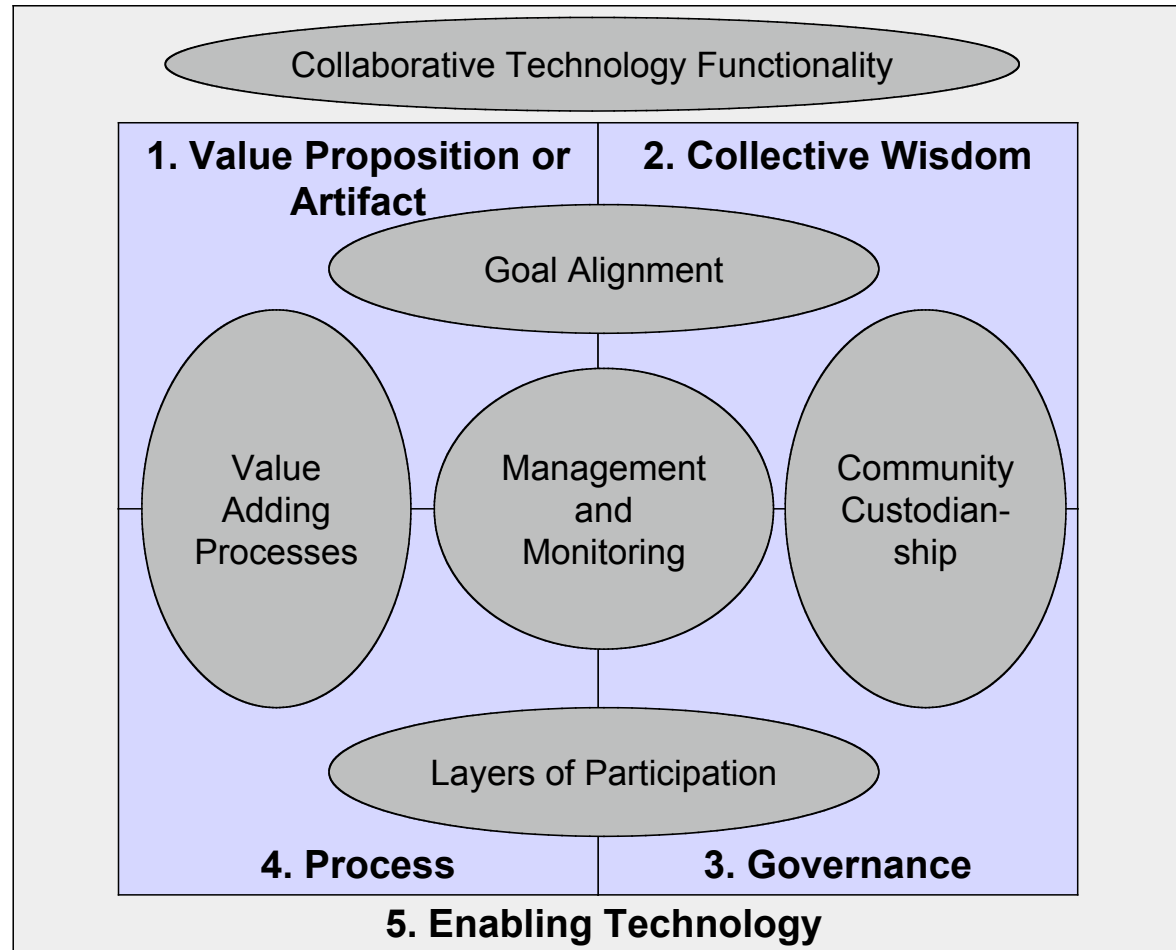 Collaborative Technology Functionality
1. Value Proposition or
Artifact
2. Collective Wisdom
Goal Alignment
Value
Adding
Processes
Management
and
Monitoring
Community
Custodian-
ship
Layers of Participation
4. Process
3. Governance
5. Enabling Technology